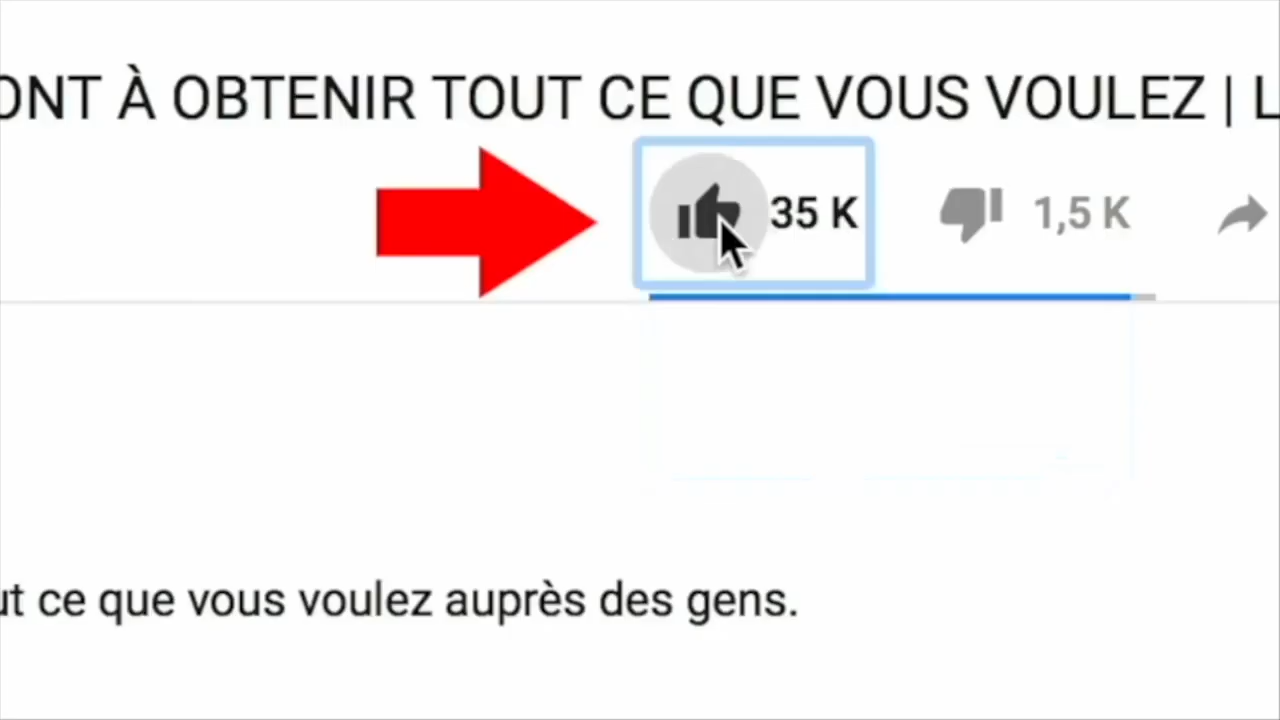 ONT À OBTENIR TOUT CE QUE VOUS VOULEZ | L
35 K 1,5 K
ut ce que vous voulez auprès des gens.